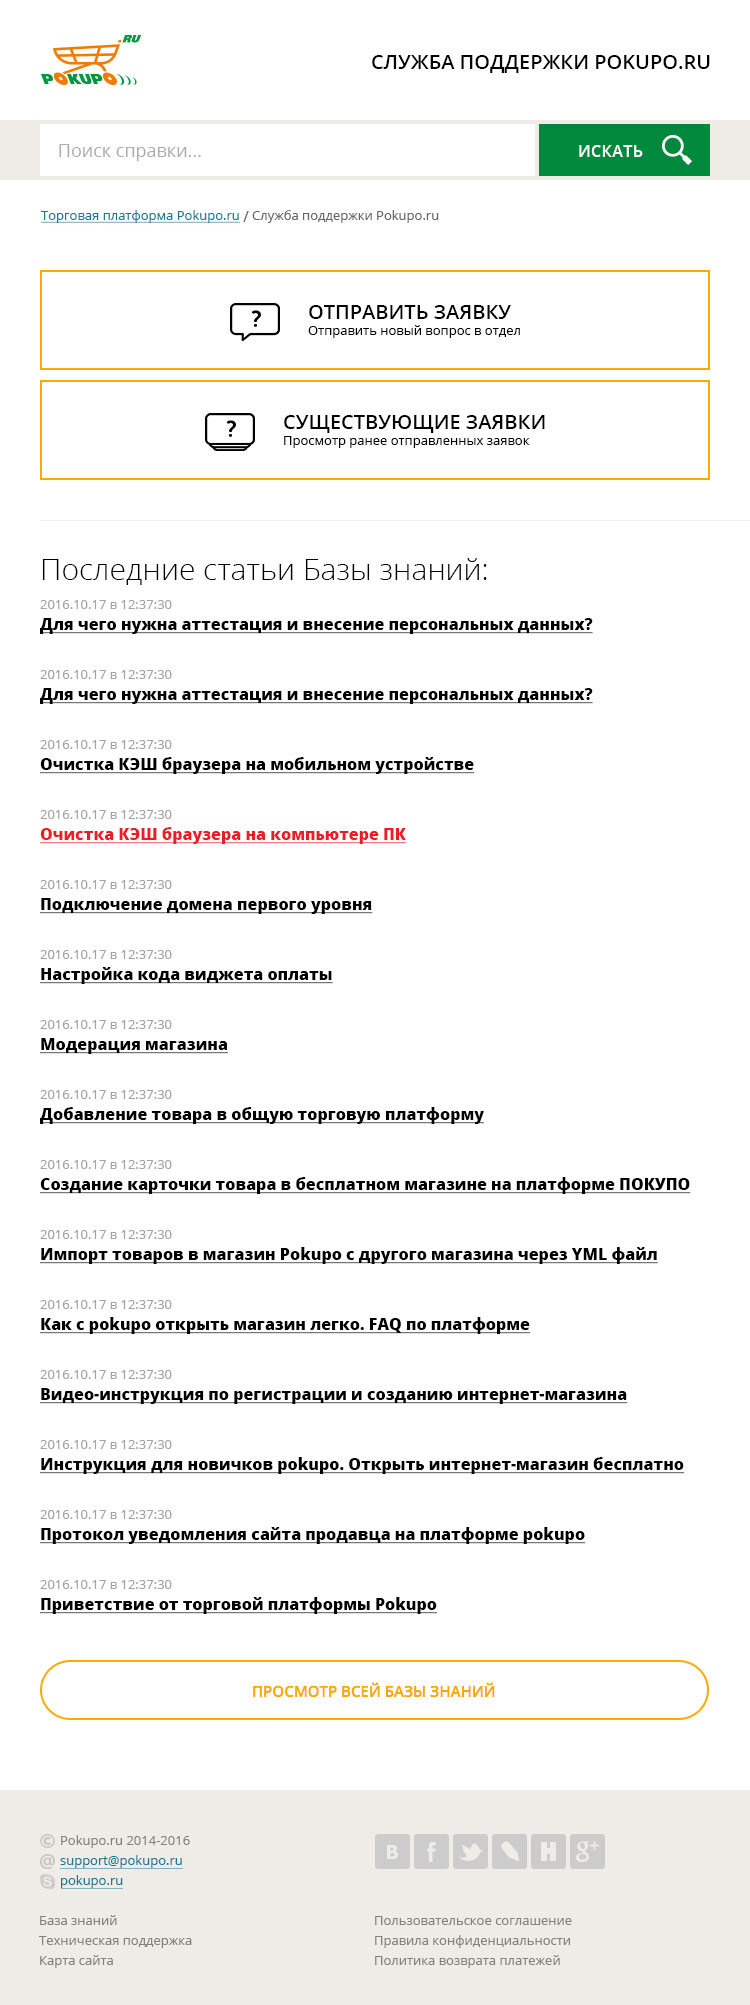 .RU
POKUPO
СЛУЖБА ПОДДЕРЖКИ POKUPO.RU
Поиск справки...
ИСКАТЬ
Торговая платформа Pokupo.ru / Служба поддержки Pokupo.ru
ОТПРАВИТЬ ЗАЯВКУ
Отправить новый вопрос в отдел
СУЩЕСТВУЮЩИЕ ЗАЯВКИ
Просмотр ранее отправленных заявок
Последние статьи Базы знаний:
2016.10.17 в 12:37:30
Для чего нужна аттестация и внесение персональных данных?
2016.10.17 в 12:37:30
Для чего нужна аттестация и внесение персональных данных?
2016.10.17 в 12:37:30
Очистка КЭШ браузера на мобильном устройстве
2016.10.17 в 12:37:30
Очистка КЭШ браузера на компьютере ПК
2016.10.17 в 12:37:30
Подключение домена первого уровня
2016.10.17 в 12:37:30
Настройка кода виджета оплаты
2016.10.17 в 12:37:30
Модерация магазина
2016.10.17 в 12:37:30
Добавление товара в общую торговую платформу
2016.10.17 в 12:37:30
Создание карточки товара в бесплатном магазине на платформе ПОКУПО
2016.10.17 в 12:37:30
Импорт товаров в магазин Pokupo с другого магазина через YML файл
2016.10.17 в 12:37:30
Как с pokupo открыть магазин легко. FAQ по платформе
2016.10.17 в 12:37:30
Видео-инструкция по регистрации и созданию интернет-магазина
2016.10.17 в 12:37:30
Инструкция для новичков pokupo. Открыть интернет-магазин бесплатно
2016.10.17 в 12:37:30
Протокол уведомления сайта продавца на платформе pokupo
2016.10.17 в 12:37:30
Приветствие от торговой платформы Pokupo
ПРОСМОТР ВСЕЙ БАЗЫ ЗНАНИЙ
© Pokupo.ru 2014-2016
@ support@pokupo.ru
pokupo.ru
База знаний
Техническая поддержка
Карта сайта
Пользовательское соглашение
Правила конфиденциальности
Политика возврата платежей